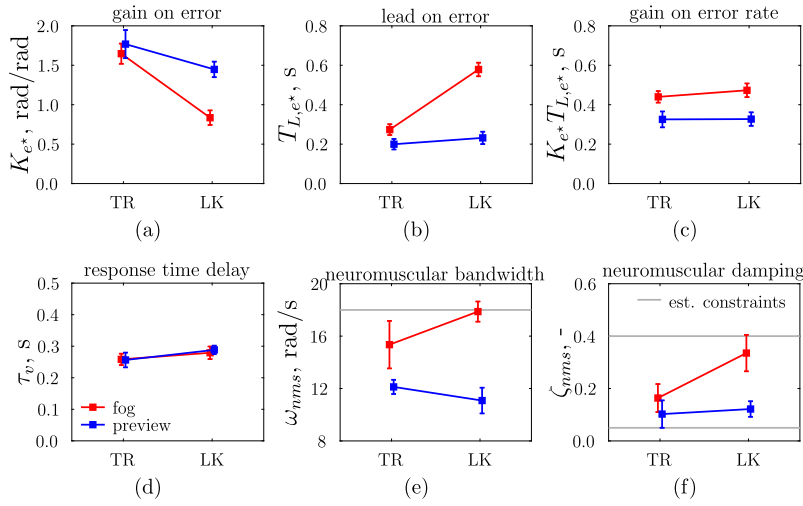 gain on error
lead on error
gain on error rate
K_{e⋆}, rad/rad
2.0
1.5
1.0
0.5
0.0
TR LK
(a)
T_{L,e⋆}, s
0.8
0.6
0.4
0.2
0.0
TR LK
(b)
K_{e⋆}T_{L,e⋆}, s
0.8
0.6
0.4
0.2
0.0
TR LK
(c)
response time delay
neuromuscular bandwidth
neuromuscular damping
τ_v, s
0.5
0.4
0.3
0.2
0.1
0.0
fog
preview
TR LK
(d)
ω_{nms}, rad/s
20
16
12
8
TR LK
(e)
ζ_{nms}, -
0.6
0.4
0.2
0.0
est. constraints
TR LK
(f)